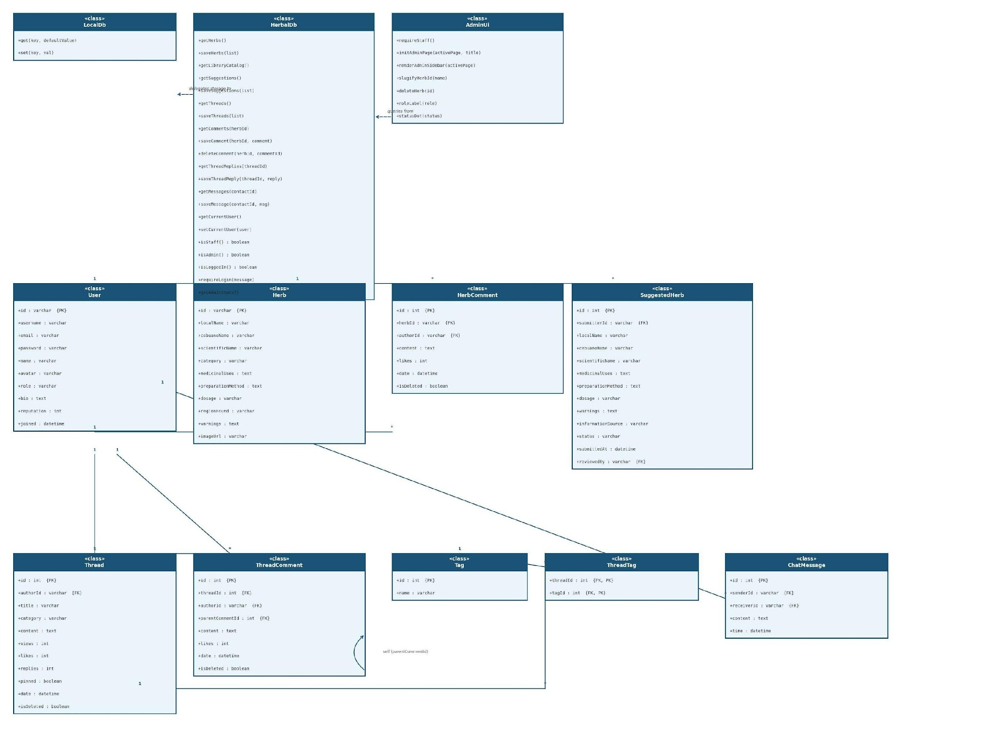 «class»
LocalDb
+get(key, defaultValue)
+set(key, val)
«class»
HerbalDb
+getHerbs()
+saveHerbs(list)
+getLibraryCatalog()
+getSuggestions()
+saveSuggestions(list)
+getThreads()
+saveThreads(list)
+getComments(herbId)
+saveComment(herbId, comment)
+deleteComment(herbId, commentId)
+getThreadReplies(threadId)
+saveThreadReply(threadId, reply)
+getMessages(contactId)
+saveMessage(contactId, msg)
+getCurrentUser()
+setCurrentUser(user)
+isStaff() : boolean
+isAdmin() : boolean
+isLoggedIn() : boolean
+requireLogin(message)
+getAdminStats()
delegates storage to
«class»
AdminUi
+requireStaff()
+initAdminPage(activePage, title)
+renderAdminSidebar(activePage)
+slugifyHerbId(name)
+deleteHerb(id)
+roleLabel(role)
+statusDot(status)
queries from
1
1
*
*
«class»
User
+id : varchar {PK}
+username : varchar
+email : varchar
+password : varchar
+name : varchar
+avatar : varchar
+role : varchar
+bio : text
+reputation : int
+joined : datetime
1
1
*
1
1
«class»
Herb
+id : varchar {PK}
+localName : varchar
+cebuanoName : varchar
+scientificName : varchar
+category : varchar
+medicinalUses : text
+preparationMethod : text
+dosage : varchar
+regionFound : varchar
+warnings : text
+imageUrl : varchar
«class»
HerbComment
+id : int {PK}
+herbId : varchar {FK}
+authorId : varchar {FK}
+content : text
+likes : int
+date : datetime
+isDeleted : boolean
«class»
SuggestedHerb
+id : int {PK}
+submitterId : varchar {FK}
+localName : varchar
+cebuanoName : varchar
+scientificName : varchar
+medicinalUses : text
+preparationMethod : text
+dosage : varchar
+warnings : text
+informationSource : varchar
+status : varchar
+submittedAt : datetime
+reviewedBy : varchar {FK}
*
1
«class»
Thread
+id : int {PK}
+authorId : varchar {FK}
+title : varchar
+category : varchar
+content : text
+views : int
+likes : int
+replies : int
+pinned : boolean
+date : datetime
+isDeleted : boolean
1
«class»
ThreadComment
+id : int {PK}
+threadId : int {FK}
+authorId : varchar {FK}
+parentCommentId : int {FK}
+content : text
+likes : int
+date : datetime
+isDeleted : boolean
self (parentCommentId)
«class»
Tag
+id : int {PK}
+name : varchar
«class»
ThreadTag
+threadId : int {FK, PK}
+tagId : int {FK, PK}
«class»
ChatMessage
+id : int {PK}
+senderId : varchar {FK}
+receiverId : varchar {FK}
+content : text
+time : datetime